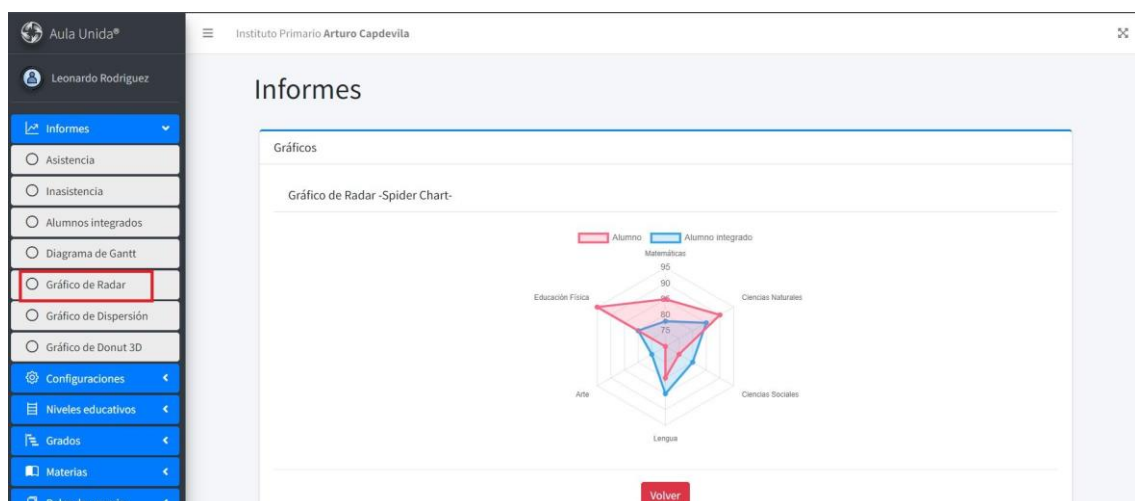 Aula Unida®
Instituto Primario Arturo Capdevila
Leonardo Rodriguez
Informes
Informes
Asistencia
Inasistencia
Alumnos integrados
Diagrama de Gantt
Gráfico de Radar
Gráfico de Dispersión
Gráfico de Donut 3D
Configuraciones
Niveles educativos
Grados
Materias
Gráficos
Gráfico de Radar -Spider Chart-
Alumno Alumno integrado
Matemáticas
95
90
85
80
75
Educación Física
Ciencias Naturales
Arte
Ciencias Sociales
Lengua
Volver